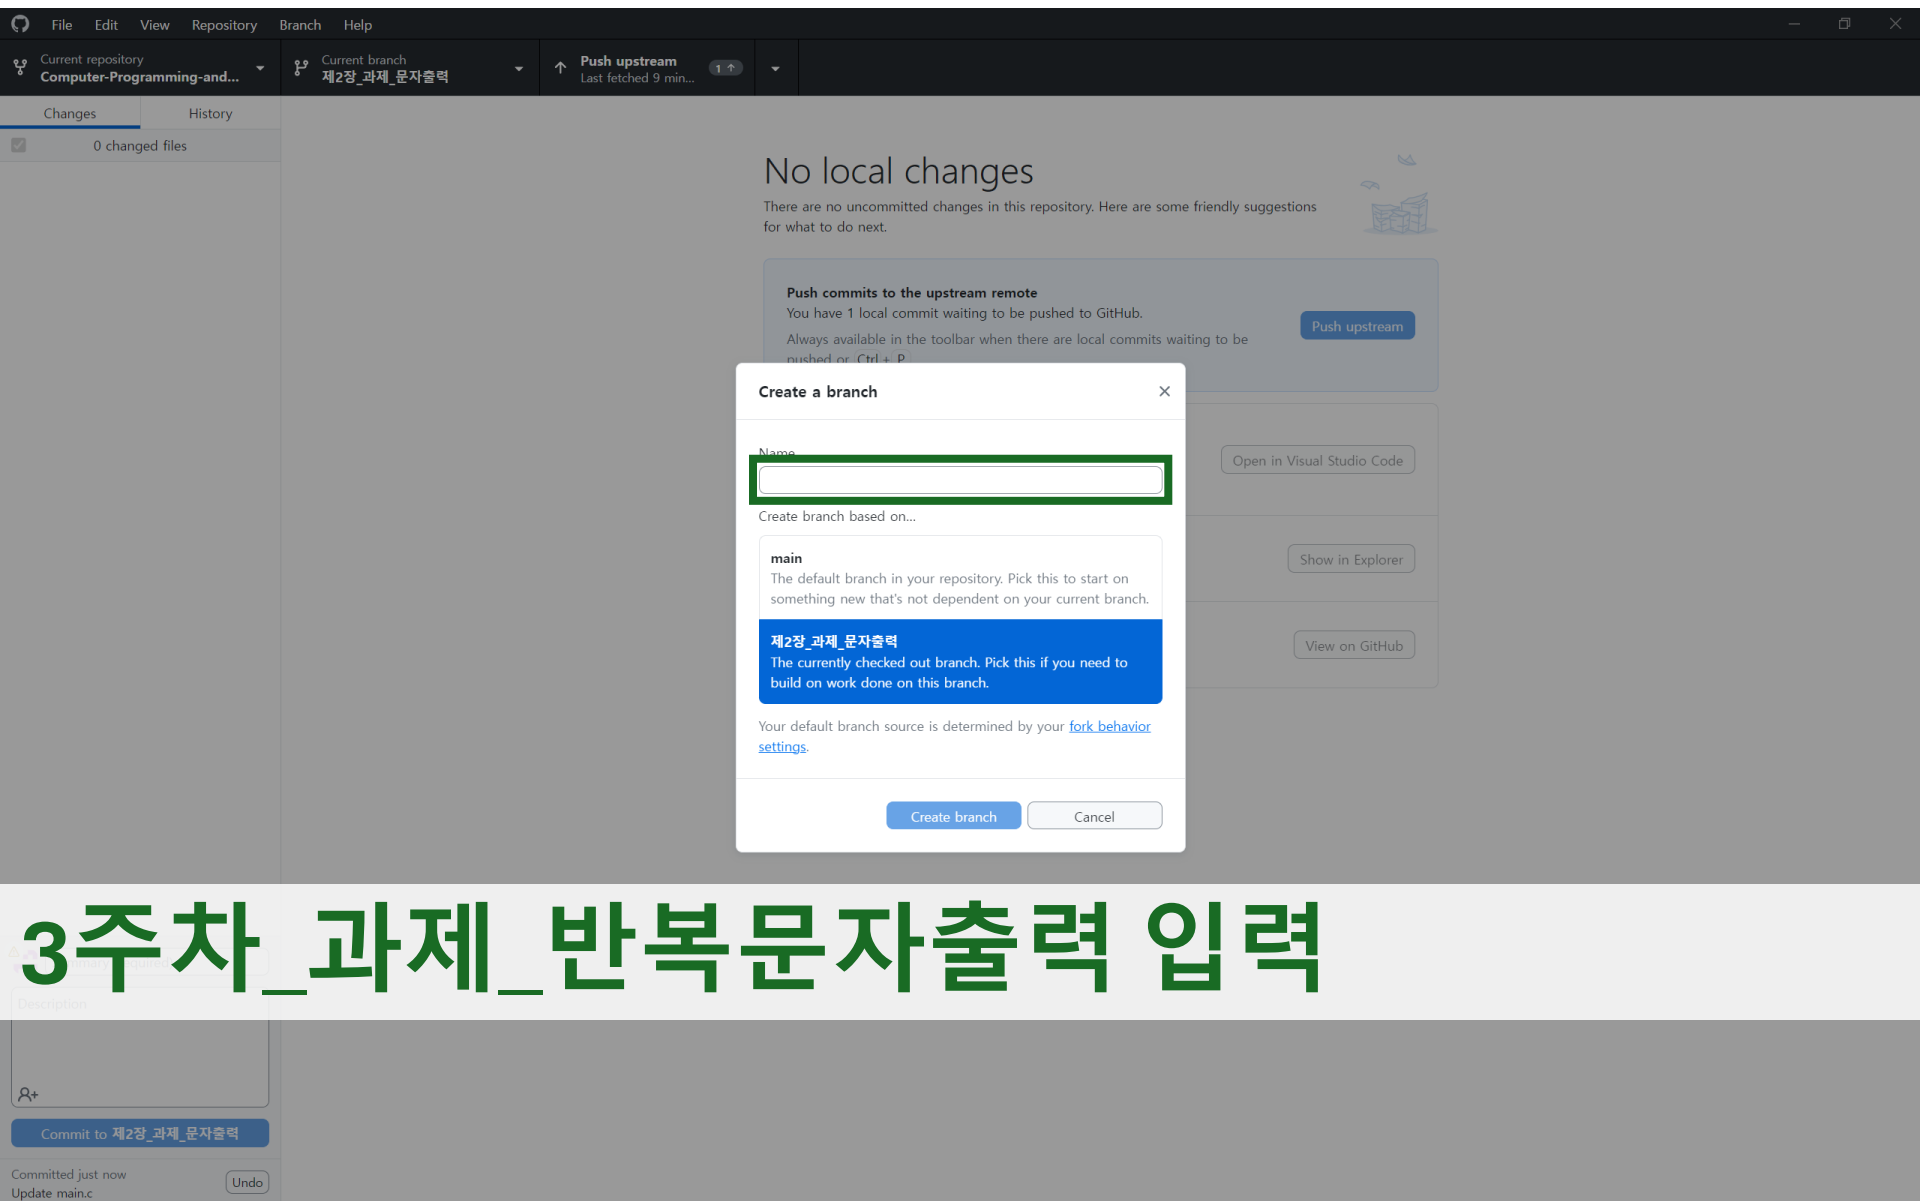 File Edit View Repository Branch Help
Current repository
Computer-Programming-and...
Current branch
제2장_과제_문자출력
Push upstream
Last fetched 9 min...
1
Changes History
0 changed files
No local changes
There are no uncommitted changes in this repository. Here are some friendly suggestions
for what to do next.
Push commits to the upstream remote
You have 1 local commit waiting to be pushed to GitHub.
Always available in the toolbar when there are local commits waiting to be
pushed or Ctrl + P
Push upstream
Open in Visual Studio Code
Show in Explorer
View on GitHub
Create a branch
Name
Create branch based on...
main
The default branch in your repository. Pick this to start on
something new that's not dependent on your current branch.
제2장_과제_문자출력
The currently checked out branch. Pick this if you need to
build on work done on this branch.
Your default branch source is determined by your fork behavior
settings.
Create branch Cancel
3주차_과제_반복문자출력 입력
Description
Commit to 제2장_과제_문자출력
Committed just now
Update main.c
Undo